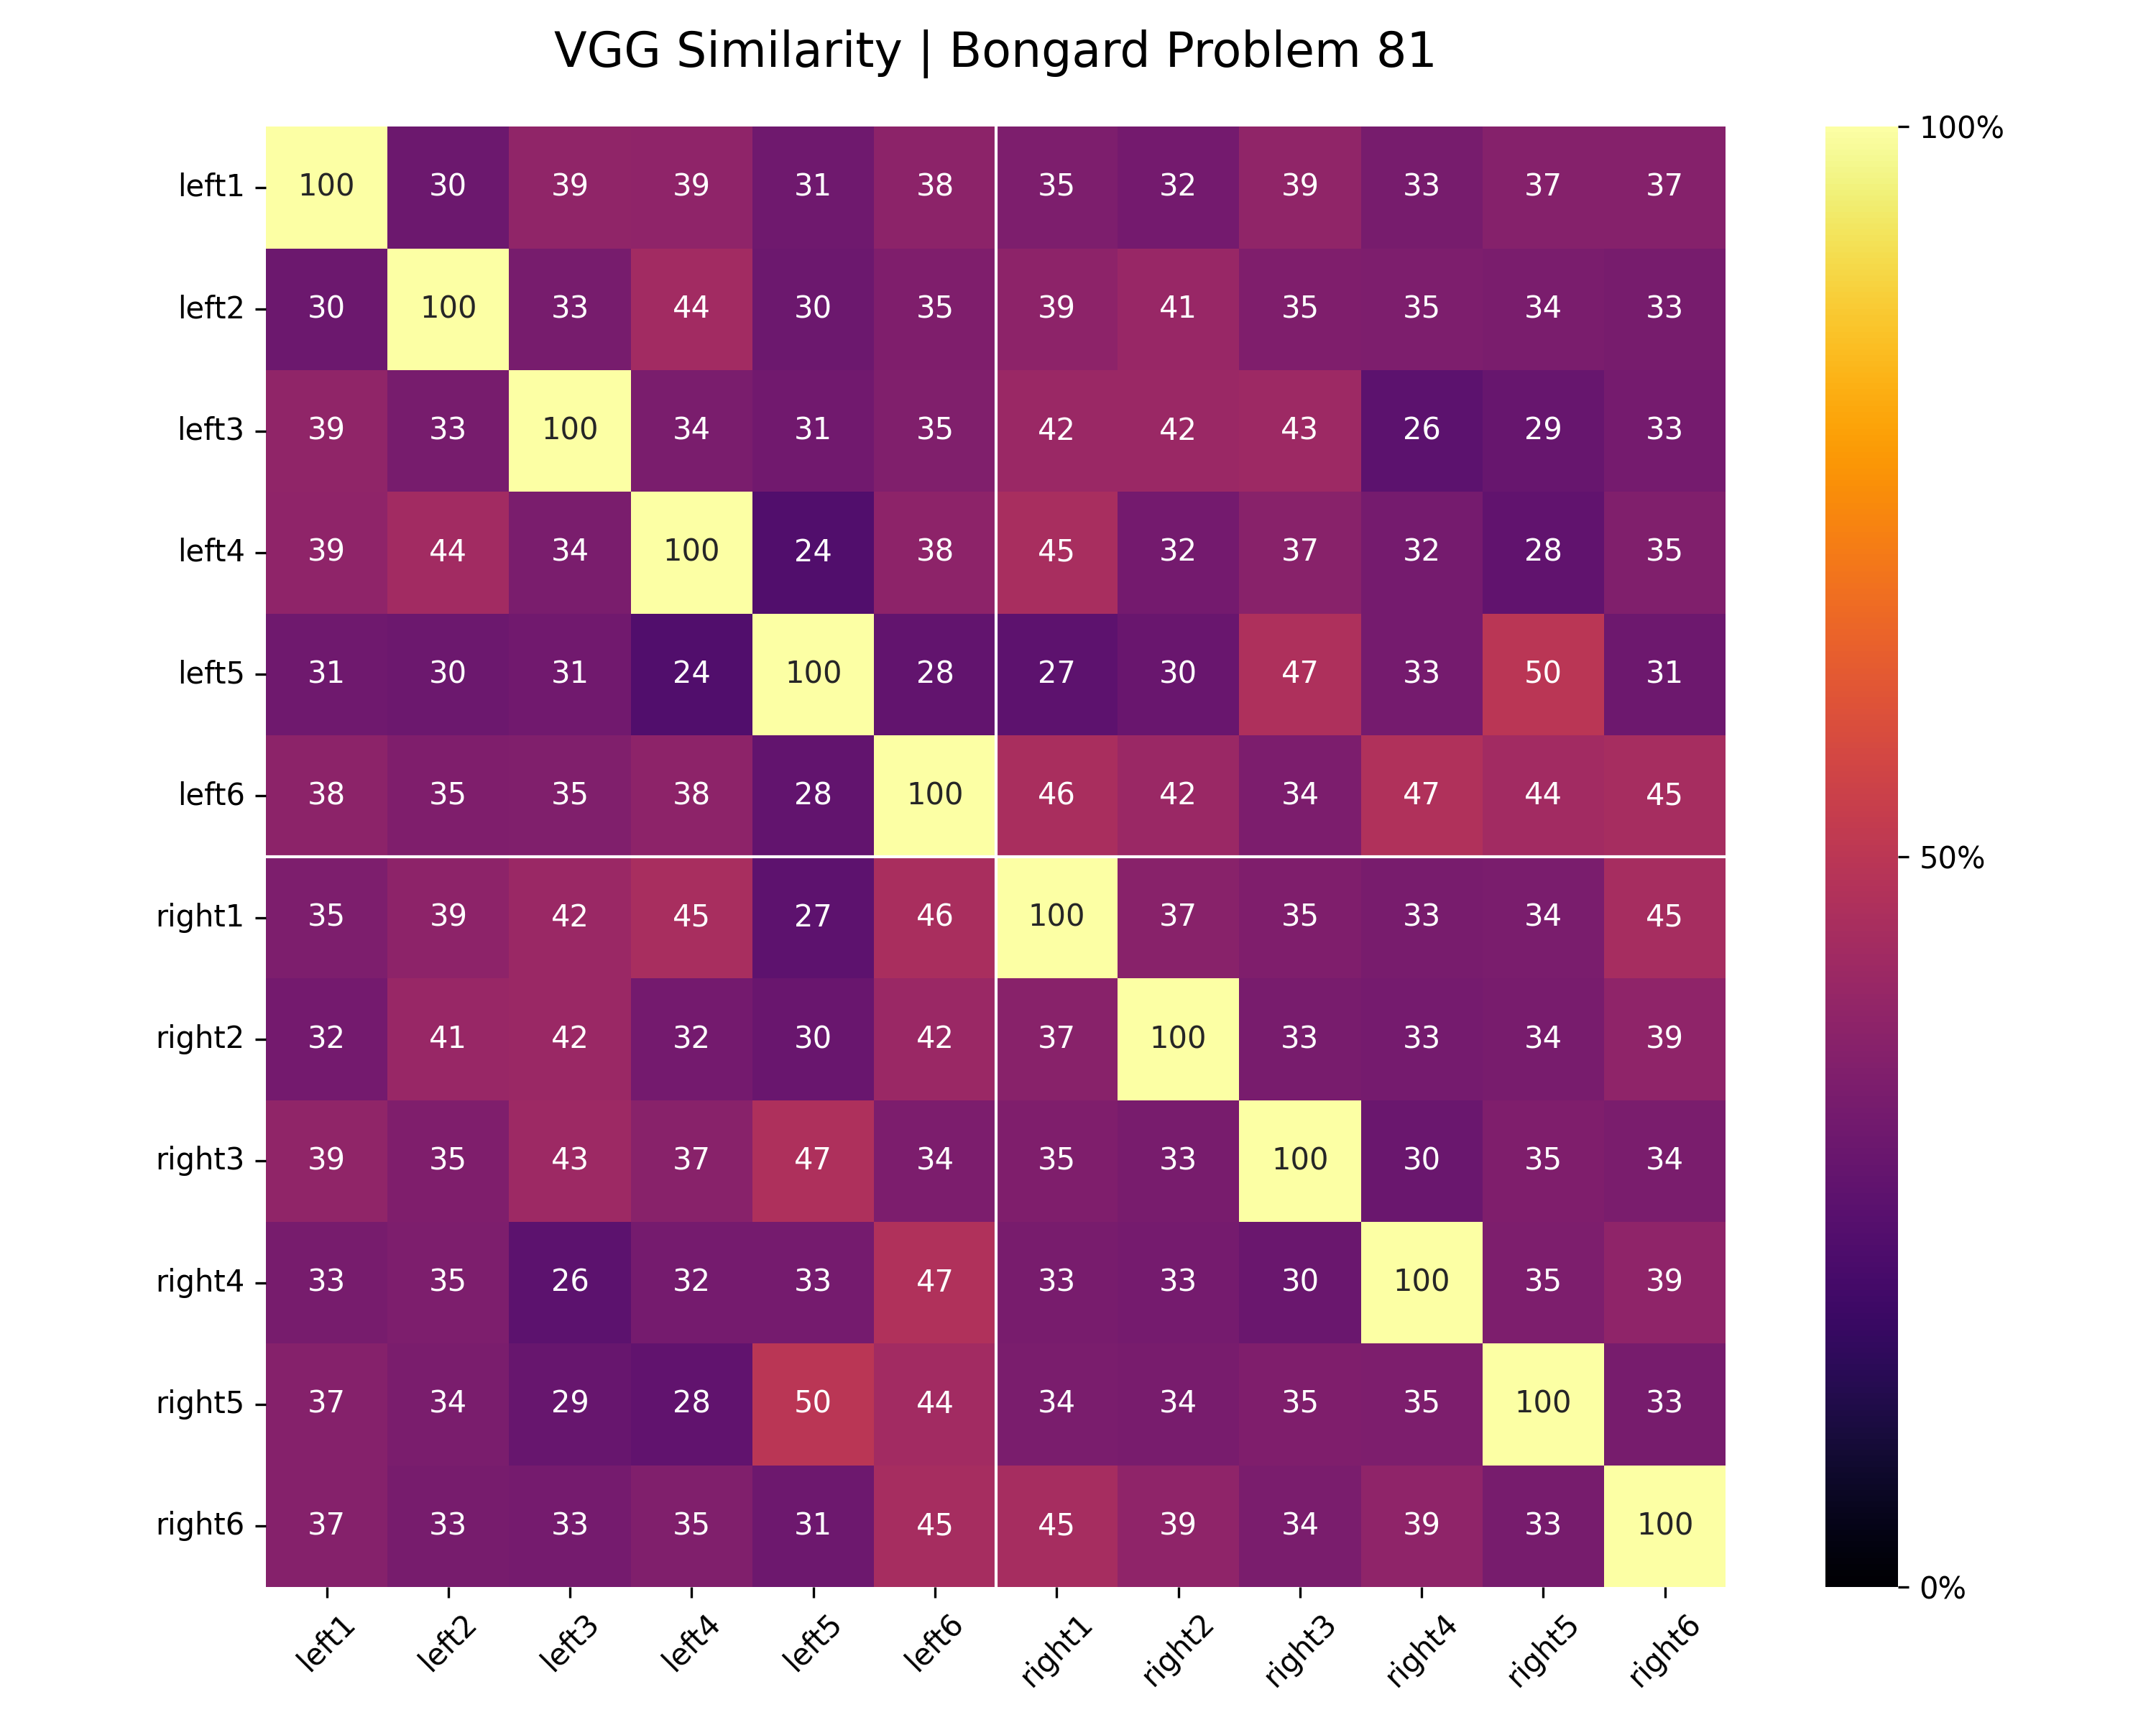 VGG Similarity | Bongard Problem 81
left1 100 30 39 39 31 38 35 32 39 33 37 37
left2 30 100 33 44 30 35 39 41 35 35 34 33
left3 39 33 100 34 31 35 42 42 43 26 29 33
left4 39 44 34 100 24 38 45 32 37 32 28 35
left5 31 30 31 24 100 28 27 30 47 33 50 31
left6 38 35 35 38 28 100 46 42 34 47 44 45
right1 35 39 42 45 27 46 100 37 35 33 34 45
right2 32 41 42 32 30 42 37 100 33 33 34 39
right3 39 35 43 37 47 34 35 33 100 30 35 34
right4 33 35 26 32 33 47 33 33 30 100 35 39
right5 37 34 29 28 50 44 34 34 35 35 100 33
right6 37 33 33 35 31 45 45 39 34 39 33 100
left1 left2 left3 left4 left5 left6 right1 right2 right3 right4 right5 right6
100%
50%
0%